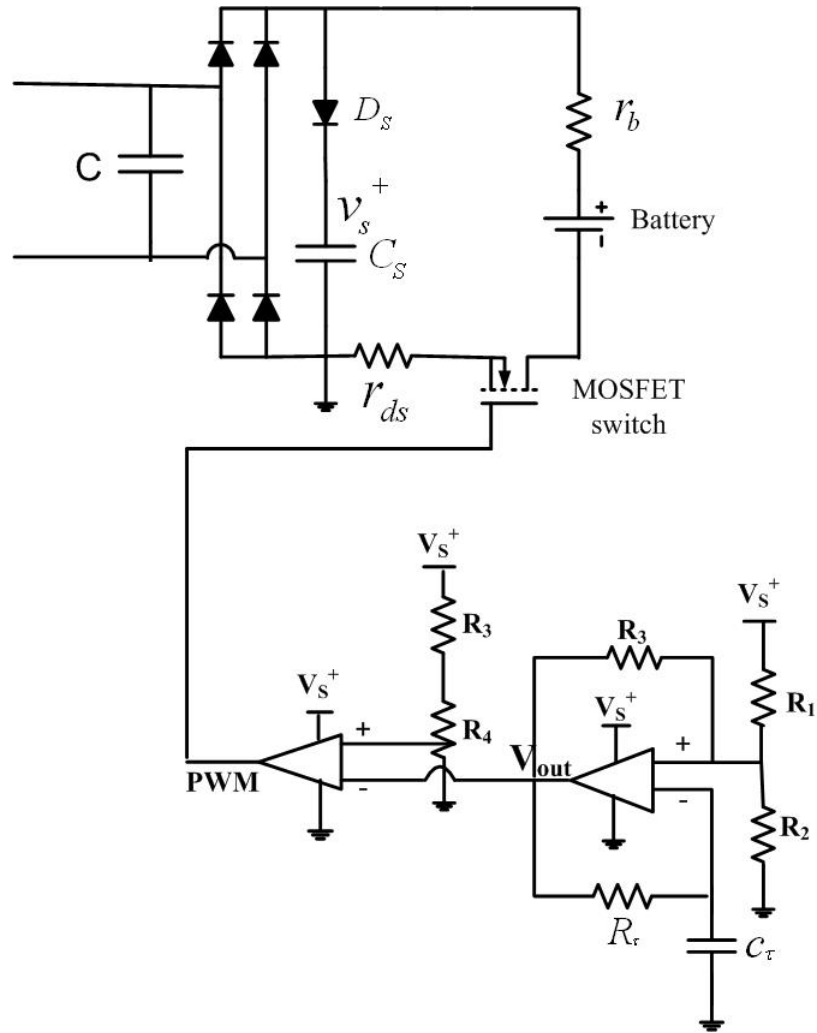 D_S
r_b
C
v_s^+
+
Battery
C_S
r_ds
MOSFET
switch
V_S^+
V_S^+
R_3
R_3
V_S^+
V_S^+
R_1
+
R_4
+
V_out
PWM
-
-
R_2
R_τ
C_τ